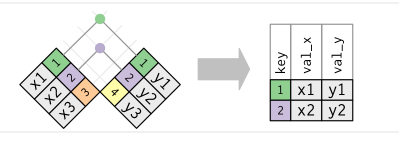 x1 1 1 y1
x2 2 2 y2
x3 3 4 y3
key val_x val_y
1 x1 y1
2 x2 y2